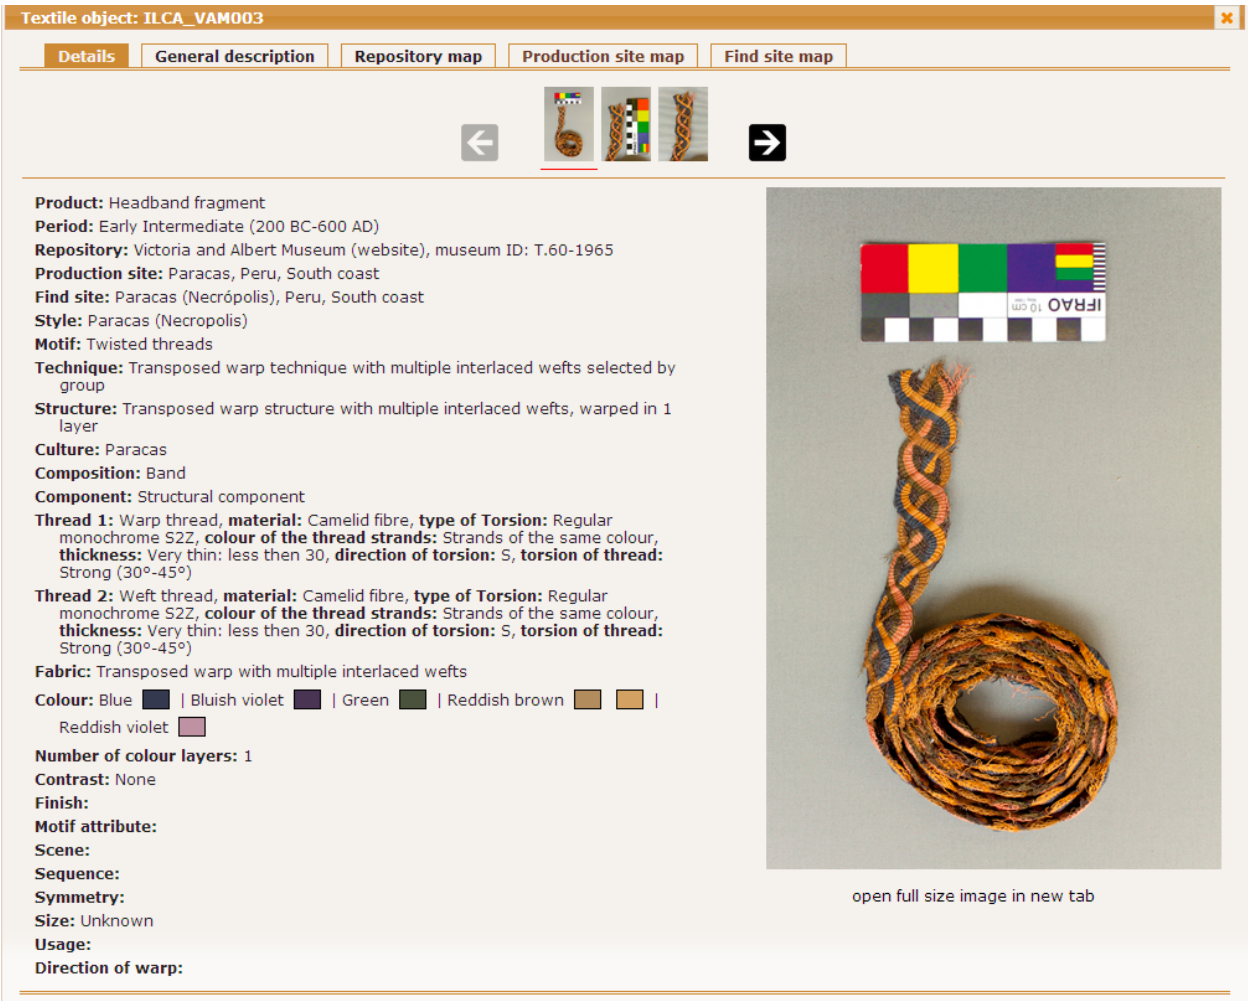 Textile object: ILCA_VAM003
Details
General description
Repository map
Production site map
Find site map
Product: Headband fragment
Period: Early Intermediate (200 BC-600 AD)
Repository: Victoria and Albert Museum (website), museum ID: T.60-1965
Production site: Paracas, Peru, South coast
Find site: Paracas (Necrópolis), Peru, South coast
Style: Paracas (Necropolis)
Motif: Twisted threads
Technique: Transposed warp technique with multiple interlaced wefts selected by
group
Structure: Transposed warp structure with multiple interlaced wefts, warped in 1
layer
Culture: Paracas
Composition: Band
Component: Structural component
Thread 1: Warp thread, material: Camelid fibre, type of Torsion: Regular
monochrome S2Z, colour of the thread strands: Strands of the same colour,
thickness: Very thin: less then 30, direction of torsion: S, torsion of thread:
Strong (30º-45º)
Thread 2: Weft thread, material: Camelid fibre, type of Torsion: Regular
monochrome S2Z, colour of the thread strands: Strands of the same colour,
thickness: Very thin: less then 30, direction of torsion: S, torsion of thread:
Strong (30º-45º)
Fabric: Transposed warp with multiple interlaced wefts
Colour: Blue | Bluish violet | Green | Reddish brown |
Reddish violet
Number of colour layers: 1
Contrast: None
Finish:
Motif attribute:
Scene:
Sequence:
Symmetry:
Size: Unknown
Usage:
Direction of warp:
IFRAO 10 cm
open full size image in new tab